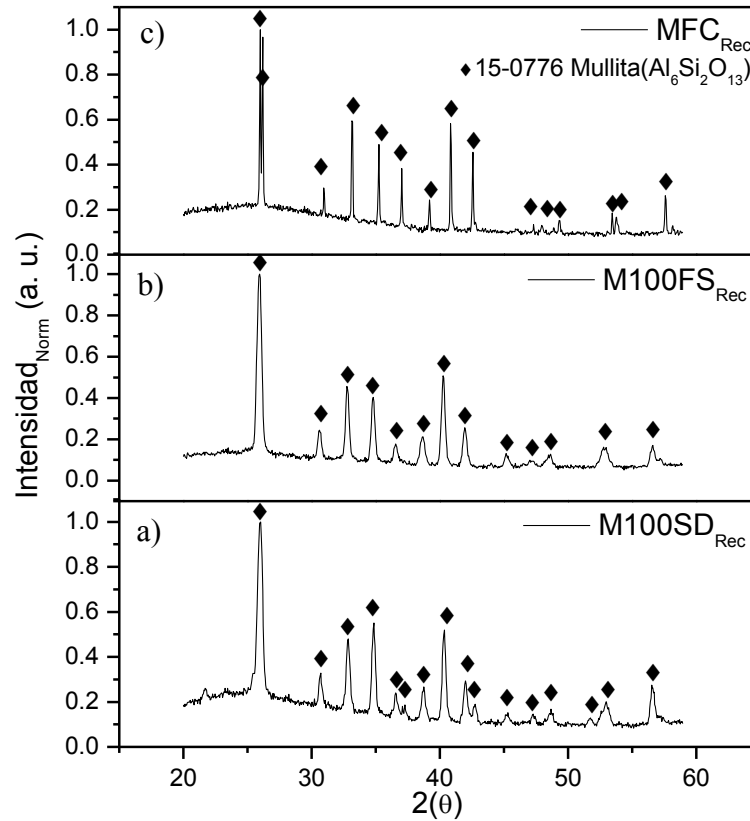 c)
MFC_Rec
♦ 15-0776 Mullita(Al_6Si_2O_13)
1.0
0.8
0.6
0.4
0.2
0.0
b)
M100FS_Rec
1.0
0.8
0.6
0.4
0.2
0.0
Intensidad_Norm (a. u.)
a)
M100SD_Rec
1.0
0.8
0.6
0.4
0.2
0.0
20 30 40 50 60
2(θ)